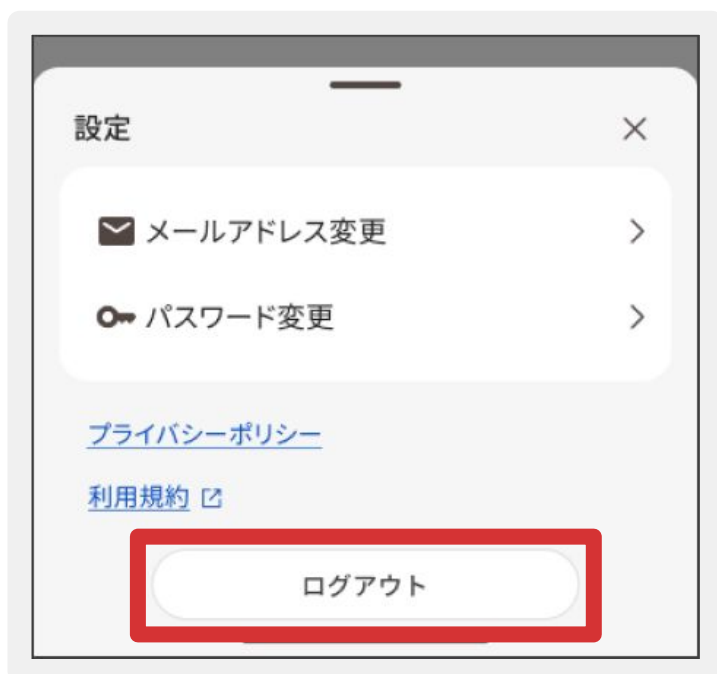 設定
メールアドレス変更
パスワード変更
プライバシーポリシー
利用規約
ログアウト